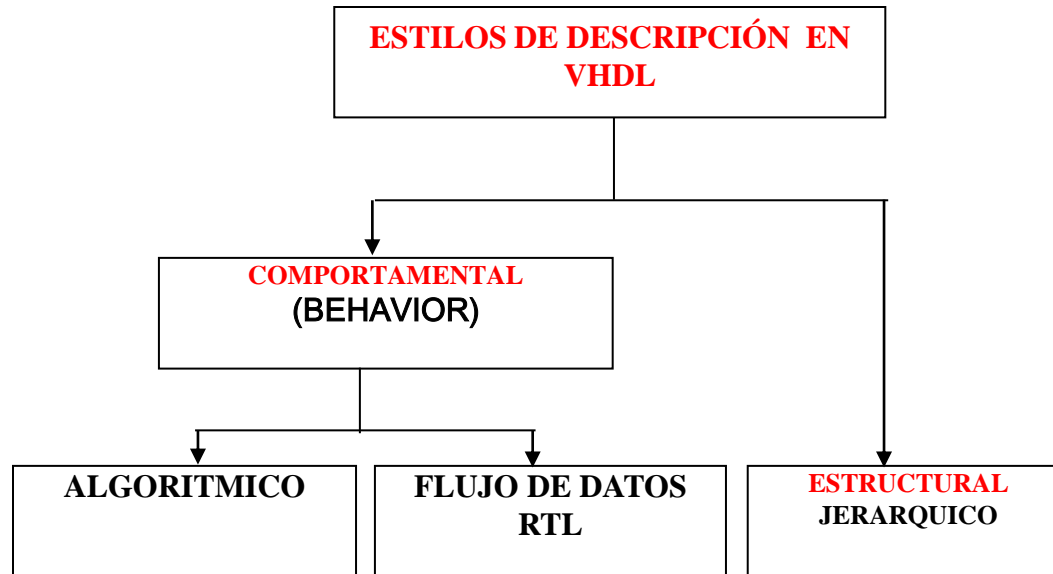 ESTILOS DE DESCRIPCIÓN EN
VHDL
COMPORTAMENTAL
(BEHAVIOR)
ALGORITMICO
FLUJO DE DATOS
RTL
ESTRUCTURAL
JERARQUICO